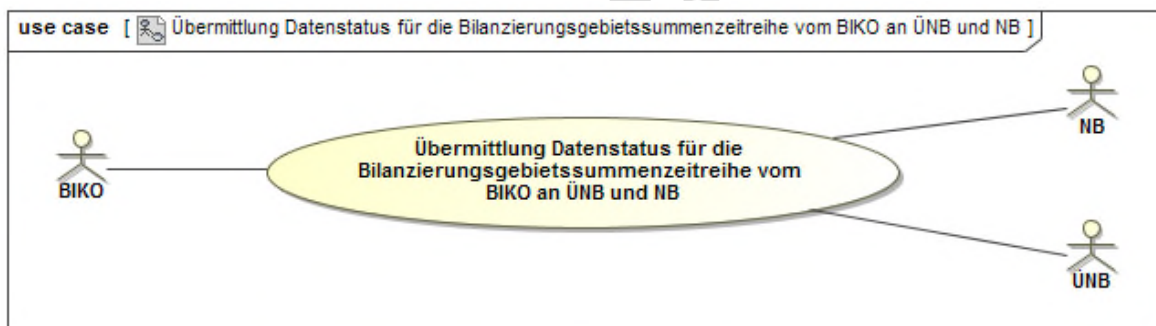 use case [ Übermittlung Datenstatus für die Bilanzierungsgebietssummenzeitreihe vom BIKO an ÜNB und NB ]
NB
Übermittlung Datenstatus für die
Bilanzierungsgebietssummenzeitreihe vom
BIKO an ÜNB und NB
BIKO
ÜNB